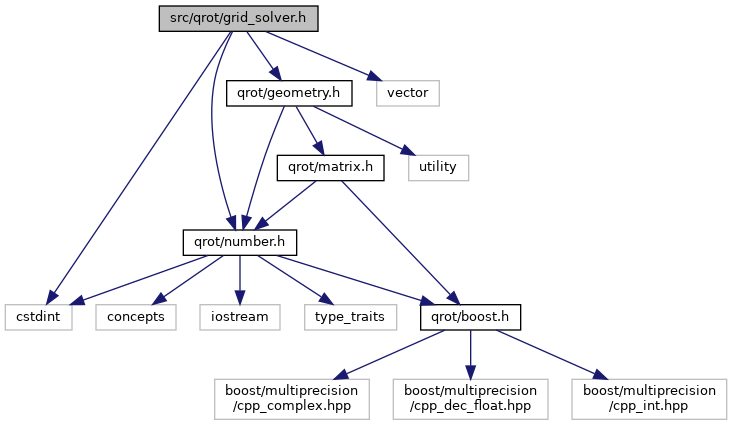 src/qrot/grid_solver.h
qrot/geometry.h
vector
qrot/matrix.h
utility
qrot/number.h
cstdint
concepts
iostream
type_traits
qrot/boost.h
boost/multiprecision
/cpp_complex.hpp
boost/multiprecision
/cpp_dec_float.hpp
boost/multiprecision
/cpp_int.hpp